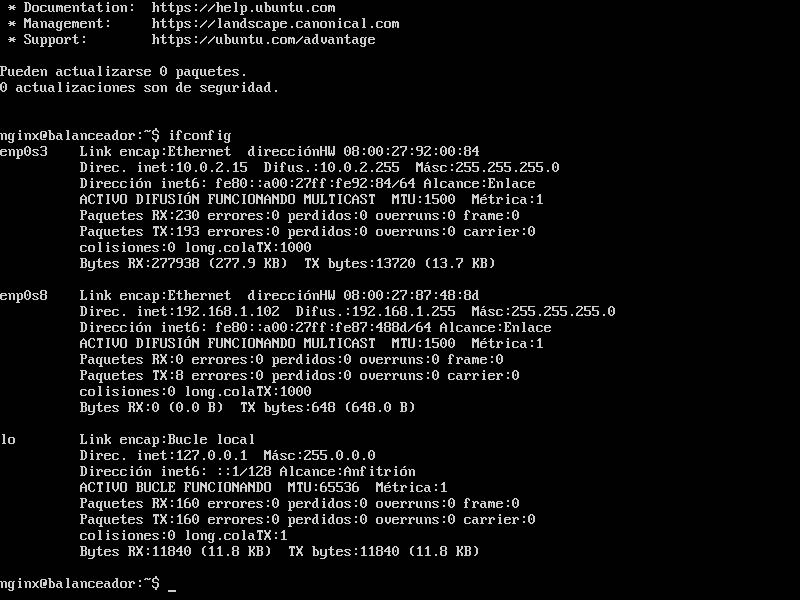 * Documentation:  https://help.ubuntu.com
* Management:     https://landscape.canonical.com
* Support:        https://ubuntu.com/advantage
Pueden actualizarse 0 paquetes.
0 actualizaciones son de seguridad.
nginx@balanceador:~$ ifconfig
enp0s3    Link encap:Ethernet  direcciónHW 08:00:27:92:00:84
          Direc. inet:10.0.2.15  Difus.:10.0.2.255  Másc:255.255.255.0
          Dirección inet6: fe80::a00:27ff:fe92:84/64 Alcance:Enlace
          ACTIVO DIFUSIÓN FUNCIONANDO MULTICAST  MTU:1500  Métrica:1
          Paquetes RX:230 errores:0 perdidos:0 overruns:0 frame:0
          Paquetes TX:193 errores:0 perdidos:0 overruns:0 carrier:0
          colisiones:0 long.colaTX:1000
          Bytes RX:277938 (277.9 KB)  TX bytes:13720 (13.7 KB)
enp0s8    Link encap:Ethernet  direcciónHW 08:00:27:87:48:8d
          Direc. inet:192.168.1.102  Difus.:192.168.1.255  Másc:255.255.255.0
          Dirección inet6: fe80::a00:27ff:fe87:488d/64 Alcance:Enlace
          ACTIVO DIFUSIÓN FUNCIONANDO MULTICAST  MTU:1500  Métrica:1
          Paquetes RX:0 errores:0 perdidos:0 overruns:0 frame:0
          Paquetes TX:8 errores:0 perdidos:0 overruns:0 carrier:0
          colisiones:0 long.colaTX:1000
          Bytes RX:0 (0.0 B)  TX bytes:648 (648.0 B)
lo        Link encap:Bucle local
          Direc. inet:127.0.0.1  Másc:255.0.0.0
          Dirección inet6: ::1/128 Alcance:Anfitrión
          ACTIVO BUCLE FUNCIONANDO  MTU:65536  Métrica:1
          Paquetes RX:160 errores:0 perdidos:0 overruns:0 frame:0
          Paquetes TX:160 errores:0 perdidos:0 overruns:0 carrier:0
          colisiones:0 long.colaTX:1
          Bytes RX:11840 (11.8 KB)  TX bytes:11840 (11.8 KB)
nginx@balanceador:~$ _